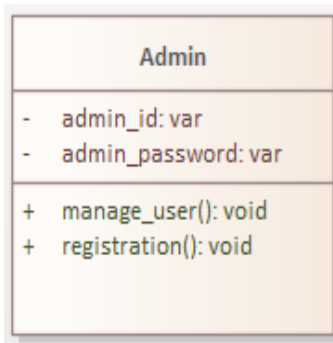 Admin
- admin_id: var
- admin_password: var
+ manage_user(): void
+ registration(): void